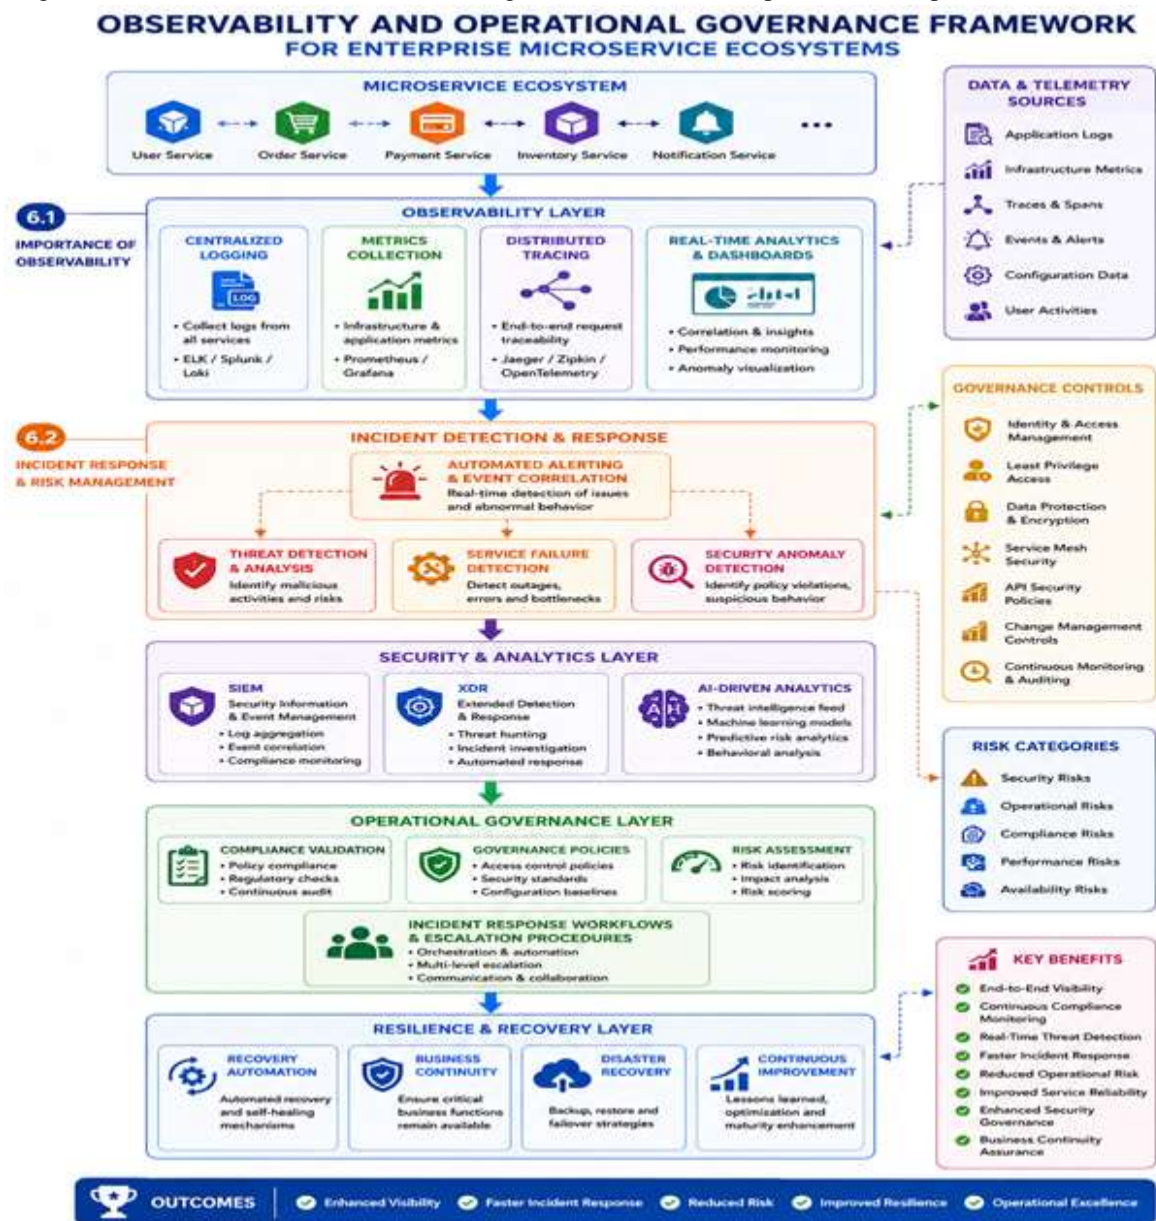 OBSERVABILITY AND OPERATIONAL GOVERNANCE FRAMEWORK
FOR ENTERPRISE MICROSERVICE ECOSYSTEMS
MICROSERVICE ECOSYSTEM
User Service
Order Service
Payment Service
Inventory Service
Notification Service
...
6.1
IMPORTANCE OF
OBSERVABILITY
OBSERVABILITY LAYER
CENTRALIZED
LOGGING
LOG
• Collect logs from
all services
• ELK / Splunk /
Loki
METRICS
COLLECTION
• Infrastructure &
application metrics
• Prometheus /
Grafana
DISTRIBUTED
TRACING
• End-to-end request
traceability
• Jaeger / Zipkin /
OpenTelemetry
REAL-TIME ANALYTICS
& DASHBOARDS
• Correlation & insights
• Performance monitoring
• Anomaly visualization
6.2
INCIDENT RESPONSE
& RISK MANAGEMENT
INCIDENT DETECTION & RESPONSE
AUTOMATED ALERTING
& EVENT CORRELATION
Real-time detection of issues
and abnormal behavior
THREAT DETECTION
& ANALYSIS
Identify malicious
activities and risks
SERVICE FAILURE
DETECTION
Detect outages,
errors and bottlenecks
SECURITY ANOMALY
DETECTION
Identify policy violations,
suspicious behavior
SECURITY & ANALYTICS LAYER
SIEM
Security Information
& Event Management
• Log aggregation
• Event correlation
• Compliance monitoring
XDR
Extended Detection
& Response
• Threat hunting
• Incident investigation
• Automated response
AI-DRIVEN ANALYTICS
• Threat intelligence feed
• Machine learning models
• Predictive risk analytics
• Behavioral analysis
OPERATIONAL GOVERNANCE LAYER
COMPLIANCE VALIDATION
• Policy compliance
• Regulatory checks
• Continuous audit
GOVERNANCE POLICIES
• Access control policies
• Security standards
• Configuration baselines
RISK ASSESSMENT
• Risk identification
• Impact analysis
• Risk scoring
INCIDENT RESPONSE WORKFLOWS
& ESCALATION PROCEDURES
• Orchestration & automation
• Multi-level escalation
• Communication & collaboration
RESILIENCE & RECOVERY LAYER
RECOVERY
AUTOMATION
Automated recovery
and self-healing
mechanisms
BUSINESS
CONTINUITY
Ensure critical
business functions
remain available
DISASTER
RECOVERY
Backup, restore and
failover strategies
CONTINUOUS
IMPROVEMENT
Lessons learned,
optimization and
maturity enhancement
DATA & TELEMETRY
SOURCES
Application Logs
Infrastructure Metrics
Traces & Spans
Events & Alerts
Configuration Data
User Activities
GOVERNANCE CONTROLS
Identity & Access
Management
Least Privilege
Access
Data Protection
& Encryption
Service Mesh
Security
API Security
Policies
Change Management
Controls
Continuous Monitoring
& Auditing
RISK CATEGORIES
Security Risks
Operational Risks
Compliance Risks
Performance Risks
Availability Risks
KEY BENEFITS
End-to-End Visibility
Continuous Compliance
Monitoring
Real-Time Threat Detection
Faster Incident Response
Reduced Operational Risk
Improved Service Reliability
Enhanced Security
Governance
Business Continuity
Assurance
OUTCOMES
Enhanced Visibility
Faster Incident Response
Reduced Risk
Improved Resilience
Operational Excellence